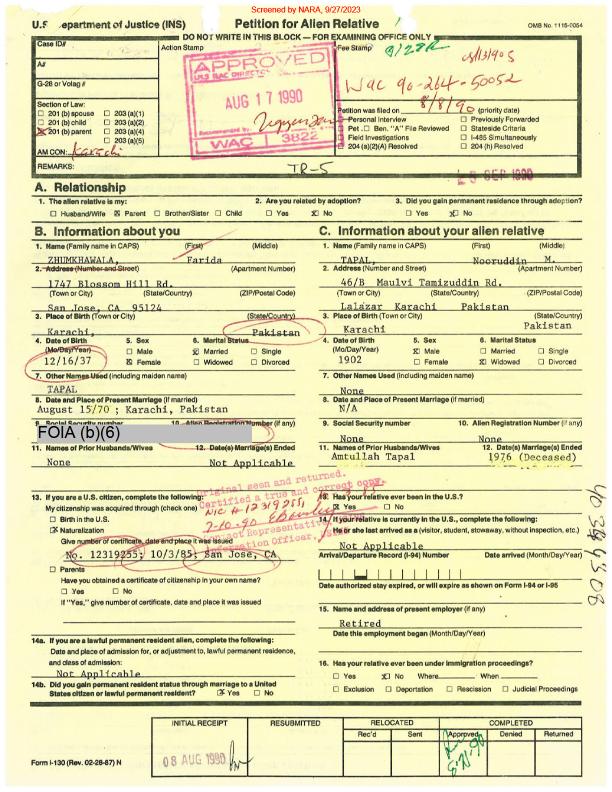 Screened by NARA, 9/27/2023
U.S. Department of Justice (INS) Petition for Alien Relative OMB No. 1115-0054
DO NOT WRITE IN THIS BLOCK — FOR EXAMINING OFFICE ONLY
Case ID# Action Stamp Fee Stamp
A#
G-28 or Volag #
APPROVED
AUG 17 1990
WAC 3822
WAC 90-264-50052
Section of Law:
☐ 201 (b) spouse ☐ 203 (a)(1)
☐ 201 (b) child ☐ 203 (a)(2)
☒ 201 (b) parent ☐ 203 (a)(4)
☐ 203 (a)(5)
AM CON: Karachi
Petition was filed on 8/8/90 (priority date)
☐ Personal Interview ☐ Previously Forwarded
☐ Pet. ☐ Ben. "A" File Reviewed ☐ Stateside Criteria
☐ Field Investigations ☐ I-485 Simultaneously
☐ 204 (a)(2)(A) Resolved ☐ 204 (h) Resolved
REMARKS: TR-5
SEP 1990
A. Relationship
1. The alien relative is my: 2. Are you related by adoption? 3. Did you gain permanent residence through adoption?
☐ Husband/Wife ☒ Parent ☐ Brother/Sister ☐ Child ☐ Yes ☒ No ☐ Yes ☒ No
B. Information about you
1. Name (Family name in CAPS) (First) (Middle)
ZHUMKHAWALA, Farida
2. Address (Number and Street) (Apartment Number)
1747 Blossom Hill Rd.
(Town or City) (State/Country) (ZIP/Postal Code)
San Jose, CA 95124
3. Place of Birth (Town or City) (State/Country)
Karachi, Pakistan
4. Date of Birth (Mo/Day/Year) 5. Sex 6. Marital Status
12/16/37 ☐ Male ☒ Married ☐ Single
☒ Female ☐ Widowed ☐ Divorced
7. Other Names Used (including maiden name)
TAPAL
8. Date and Place of Present Marriage (if married)
August 15/70 ; Karachi, Pakistan
9. Social Security number 10. Alien Registration Number (if any)
FOIA (b)(6)
11. Names of Prior Husbands/Wives 12. Date(s) Marriage(s) Ended
None Not Applicable
13. If you are a U.S. citizen, complete the following:
My citizenship was acquired through (check one)
☐ Birth in the U.S.
☒ Naturalization
Give number of certificate, date and place it was issued
No. 12319255; 10/3/85; San Jose, CA
☐ Parents
Have you obtained a certificate of citizenship in your own name?
☐ Yes ☐ No
If "Yes," give number of certificate, date and place it was issued
14a. If you are a lawful permanent resident alien, complete the following:
Date and place of admission for, or adjustment to, lawful permanent residence,
and class of admission:
Not Applicable
14b. Did you gain permanent resident status through marriage to a United
States citizen or lawful permanent resident? ☒ Yes ☐ No
C. Information about your alien relative
1. Name (Family name in CAPS) (First) (Middle)
TAPAL, Nooruddin M.
2. Address (Number and Street) (Apartment Number)
46/B Maulvi Tamizuddin Rd.
(Town or City) (State/Country) (ZIP/Postal Code)
Lalazar Karachi Pakistan
3. Place of Birth (Town or City) (State/Country)
Karachi Pakistan
4. Date of Birth (Mo/Day/Year) 5. Sex 6. Marital Status
1902 ☐ Male ☒ Married ☐ Single
☐ Female ☐ Widowed ☐ Divorced
7. Other Names Used (including maiden name)
None
8. Date and Place of Present Marriage (if married)
N/A
9. Social Security number 10. Alien Registration Number (if any)
None None
11. Names of Prior Husbands/Wives 12. Date(s) Marriage(s) Ended
Amtullah Tapal 1976 (Deceased)
Original seen and returned.
Certified a true and correct copy.
13. Has your relative ever been in the U.S.?
☒ Yes ☐ No
14. If your relative is currently in the U.S., complete the following:
He or she last arrived as a (visitor, student, stowaway, without inspection, etc.)
Not Applicable
Arrival/Departure Record (I-94) Number Date arrived (Month/Day/Year)
Date authorized stay expired, or will expire as shown on Form I-94 or I-95
15. Name and address of present employer (if any)
Retired
Date this employment began (Month/Day/Year)
16. Has your relative ever been under immigration proceedings?
☐ Yes ☒ No Where When
☐ Exclusion ☐ Deportation ☐ Rescission ☐ Judicial Proceedings
INITIAL RECEIPT RESUBMITTED RELOCATED COMPLETED
Rec'd Sent Approved Denied Returned
08 AUG 1990
Form I-130 (Rev. 02-28-87) N